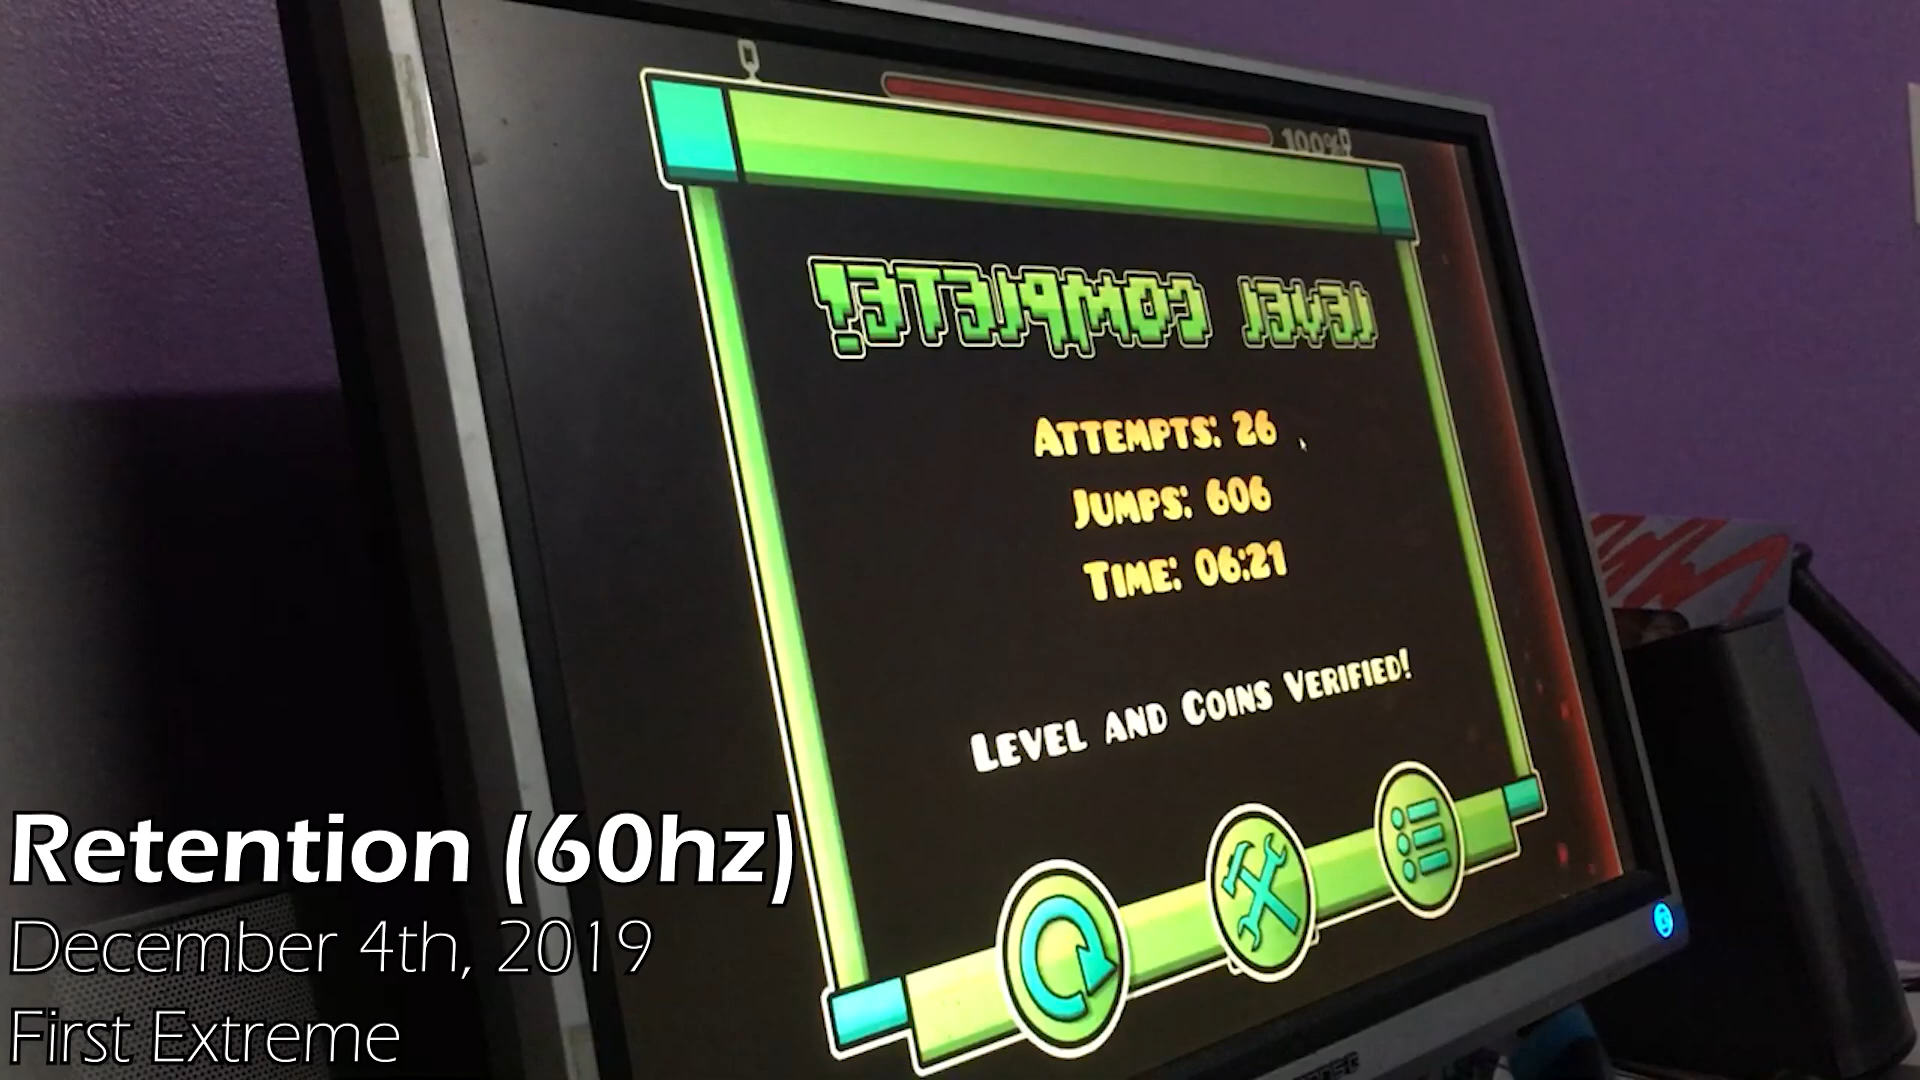 100%
LEVEL COMPLETE!
ATTEMPTS: 26
JUMPS: 606
TIME: 06:21
LEVEL AND COINS VERIFIED!
Retention (60hz)
December 4th, 2019
First Extreme